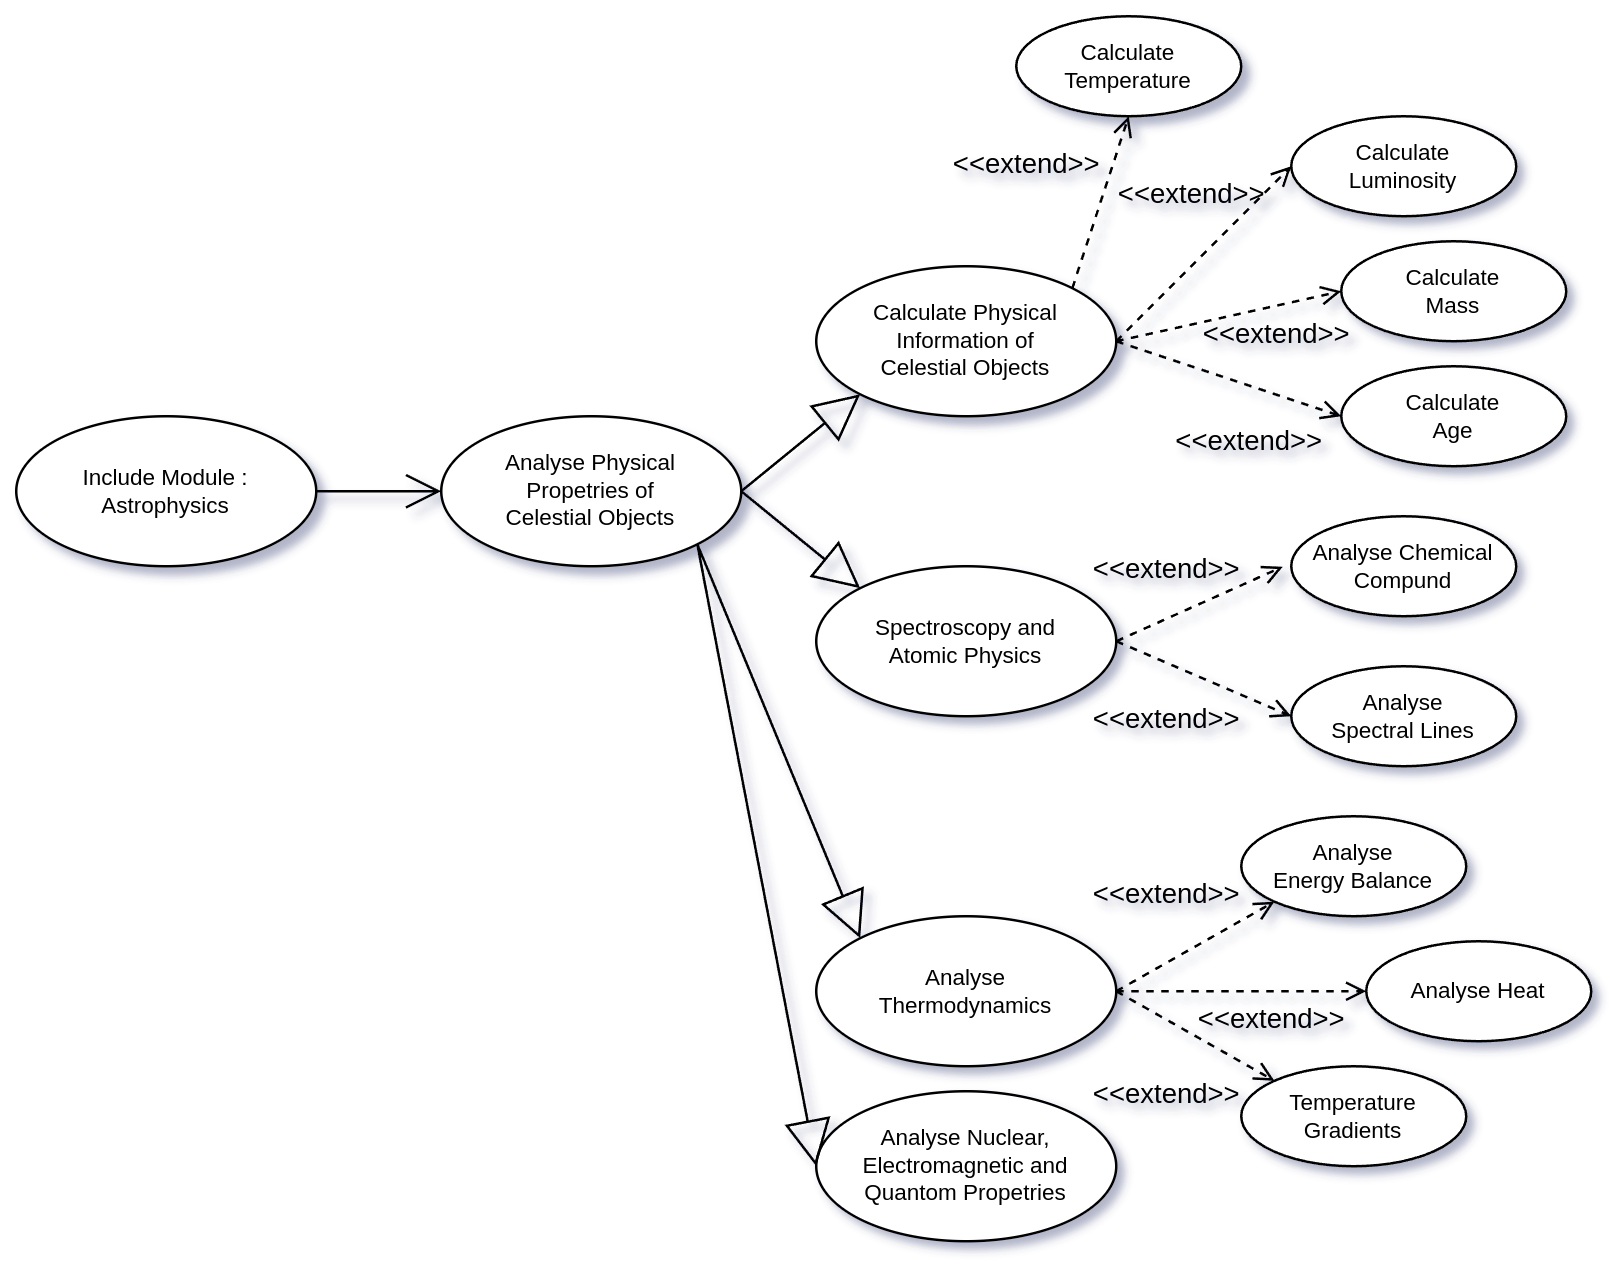 Calculate
Temperature
<<extend>>
Calculate
Luminosity
<<extend>>
Calculate
Mass
<<extend>>
Calculate Physical
Information of
Celestial Objects
Calculate
Age
<<extend>>
Include Module :
Astrophysics
Analyse Physical
Propetries of
Celestial Objects
Analyse Chemical
Compund
<<extend>>
Spectroscopy and
Atomic Physics
<<extend>>
Analyse
Spectral Lines
Analyse
Energy Balance
<<extend>>
Analyse
Thermodynamics
Analyse Heat
<<extend>>
<<extend>>
Temperature
Gradients
Analyse Nuclear,
Electromagnetic and
Quantom Propetries